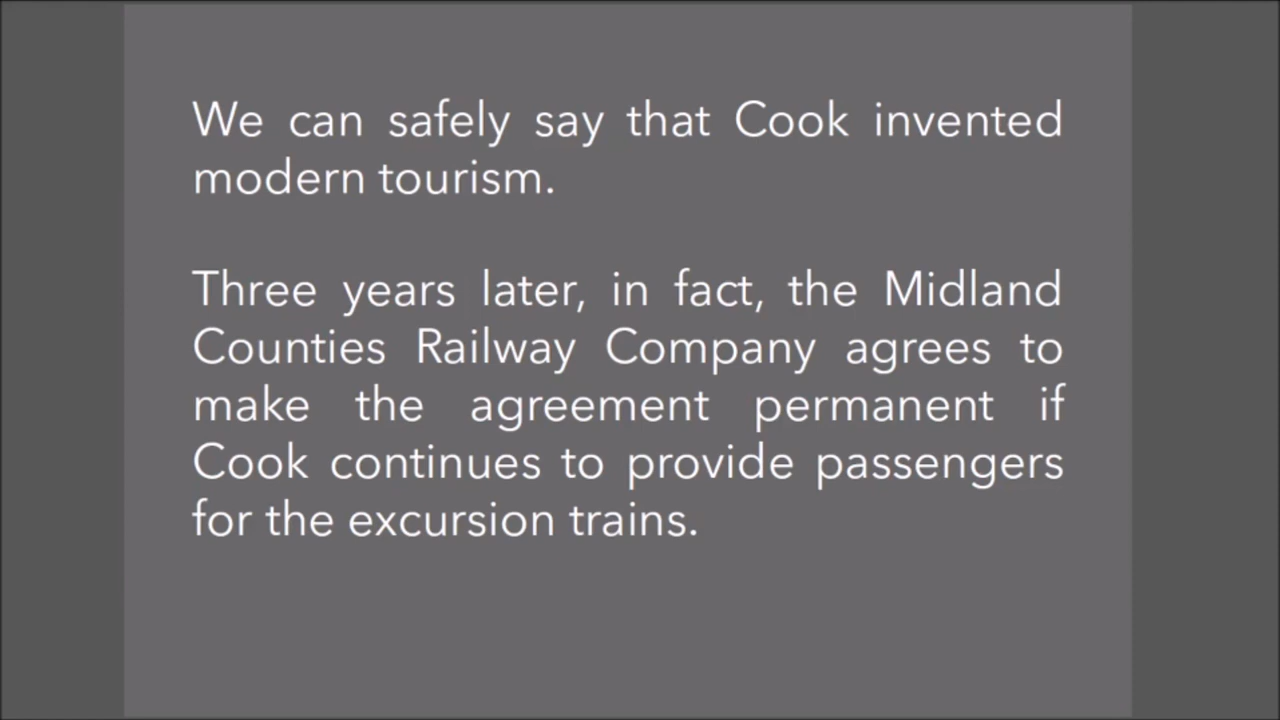 We can safely say that Cook invented
modern tourism.
Three years later, in fact, the Midland
Counties Railway Company agrees to
make the agreement permanent if
Cook continues to provide passengers
for the excursion trains.